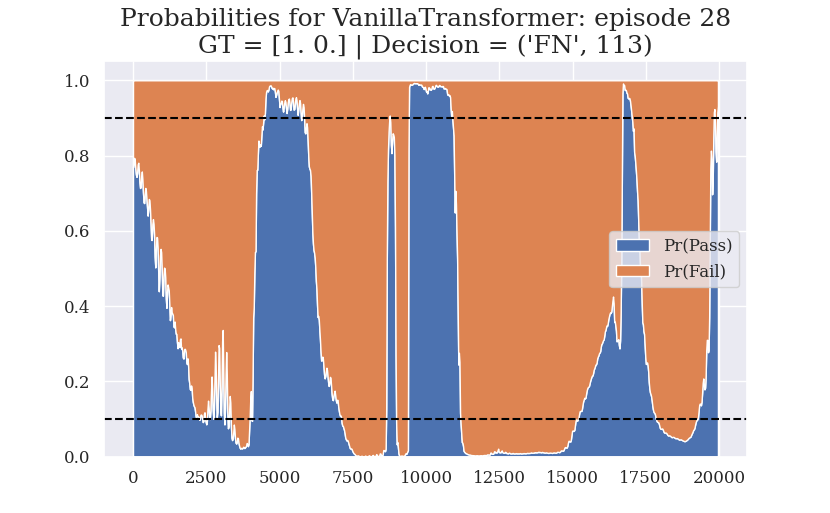 Probabilities for VanillaTransformer: episode 28
GT = [1. 0.] | Decision = ('FN', 113)
1.0
0.8
0.6
0.4
0.2
0.0
Pr(Pass)
Pr(Fail)
0 2500 5000 7500 10000 12500 15000 17500 20000